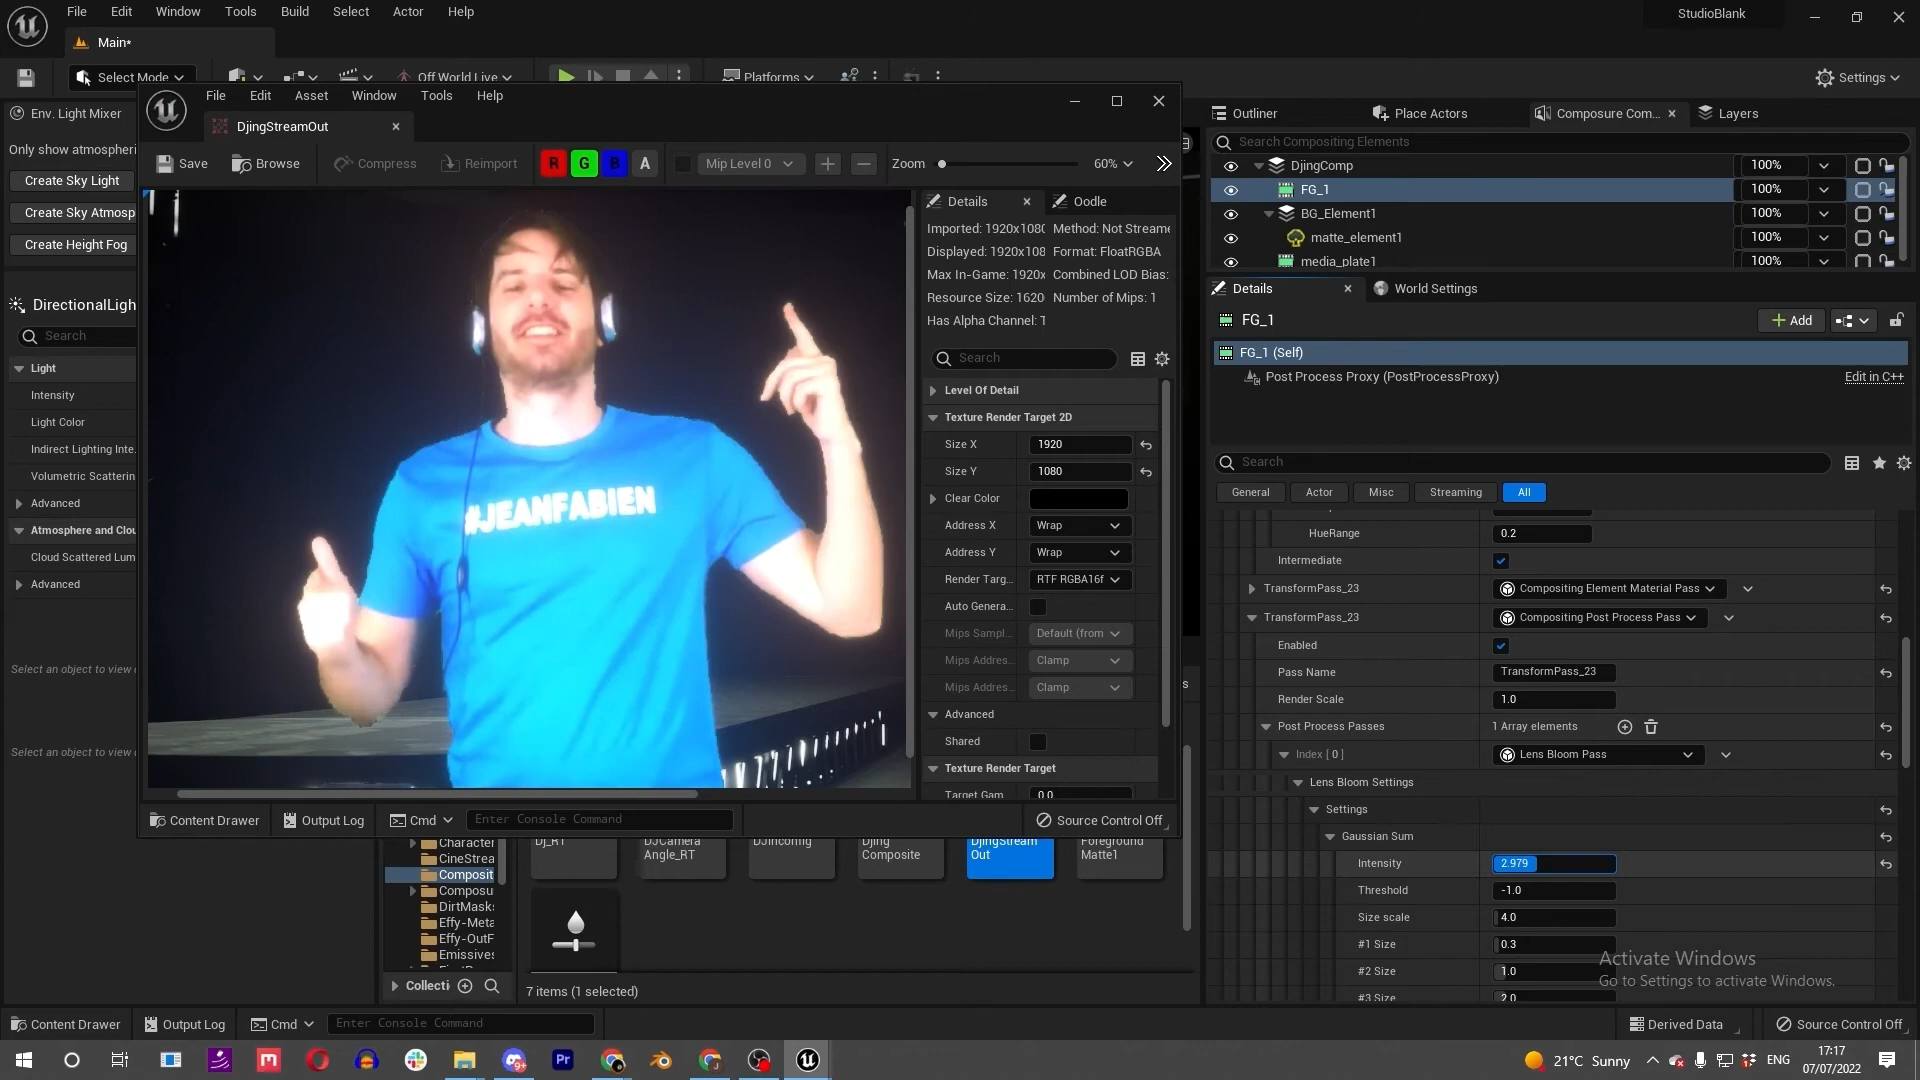 File Edit Window Tools Build Select Actor Help
StudioBlank
Main*
Select Mode
Off World Live
Platforms
Settings
Env. Light Mixer
Only show atmospheri
Create Sky Light
Create Sky Atmosp
Create Height Fog
DirectionalLigh
Search
Light
Intensity
Light Color
Indirect Lighting Inte.
Volumetric Scatterin
Advanced
Atmosphere and Clou
Cloud Scattered Lum
Advanced
Select an object to view
Select an object to view
File Edit Asset Window Tools Help
DjingStreamOut
Save Browse Compress Reimport R G B A Mip Level 0 Zoom 60%
#JEANFABIEN
Details Oodle
Imported: 1920x1080 Method: Not Streame
Displayed: 1920x108 Format: FloatRGBA
Max In-Game: 1920x Combined LOD Bias:
Resource Size: 1620 Number of Mips: 1
Has Alpha Channel: T
Search
Level Of Detail
Texture Render Target 2D
Size X 1920
Size Y 1080
Clear Color
Address X Wrap
Address Y Wrap
Render Targ... RTF RGBA16f
Auto Genera...
Mips Sampl... Default (from
Mips Addres... Clamp
Mips Addres... Clamp
Advanced
Shared
Texture Render Target
Target Gam 0.0
Content Drawer Output Log Cmd Enter Console Command Source Control Off
Character
CineStrea
Composit
Composu
DirtMask
Effy-Meta
Effy-OutF
Emissives
Collecti
Dj_RT
DJCamera
Angle_RT
DJInconfig
Djing
Composite
DjingStream
Out
Foreground
Matte1
7 items (1 selected)
Outliner Place Actors Composure Com... Layers
Search Compositing Elements
DjingComp 100%
FG_1 100%
BG_Element1 100%
matte_element1 100%
media_plate1 100%
Details World Settings
FG_1 Add
FG_1 (Self)
Post Process Proxy (PostProcessProxy) Edit in C++
Search
General Actor Misc Streaming All
HueRange 0.2
Intermediate
TransformPass_23 Compositing Element Material Pass
TransformPass_23 Compositing Post Process Pass
Enabled
Pass Name TransformPass_23
Render Scale 1.0
Post Process Passes 1 Array elements
Index [ 0 ] Lens Bloom Pass
Lens Bloom Settings
Settings
Gaussian Sum
Intensity 2.979
Threshold -1.0
Size scale 4.0
#1 Size 0.3
#2 Size 1.0
#3 Size 2.0
Activate Windows
Go to Settings to activate Windows.
Content Drawer Output Log Cmd Enter Console Command Derived Data Source Control Off
21°C Sunny ENG
17:17
07/07/2022